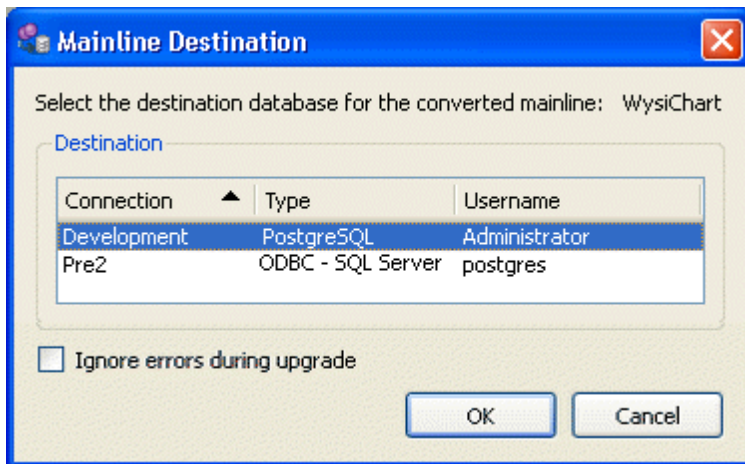 Mainline Destination
Select the destination database for the converted mainline: WysiChart
Destination
Connection Type Username
Development PostgreSQL Administrator
Pre2 ODBC - SQL Server postgres
Ignore errors during upgrade
OK Cancel